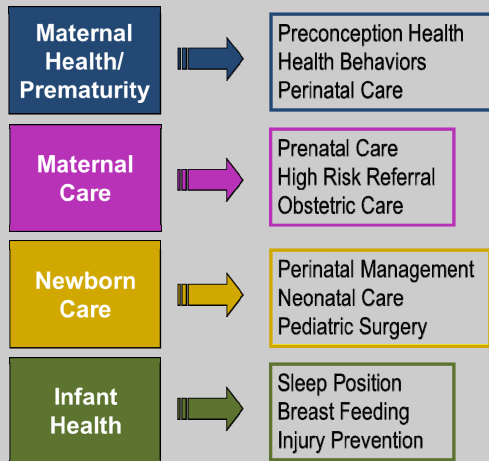 Maternal
Health/
Prematurity
Preconception Health
Health Behaviors
Perinatal Care
Maternal
Care
Prenatal Care
High Risk Referral
Obstetric Care
Newborn
Care
Perinatal Management
Neonatal Care
Pediatric Surgery
Infant
Health
Sleep Position
Breast Feeding
Injury Prevention